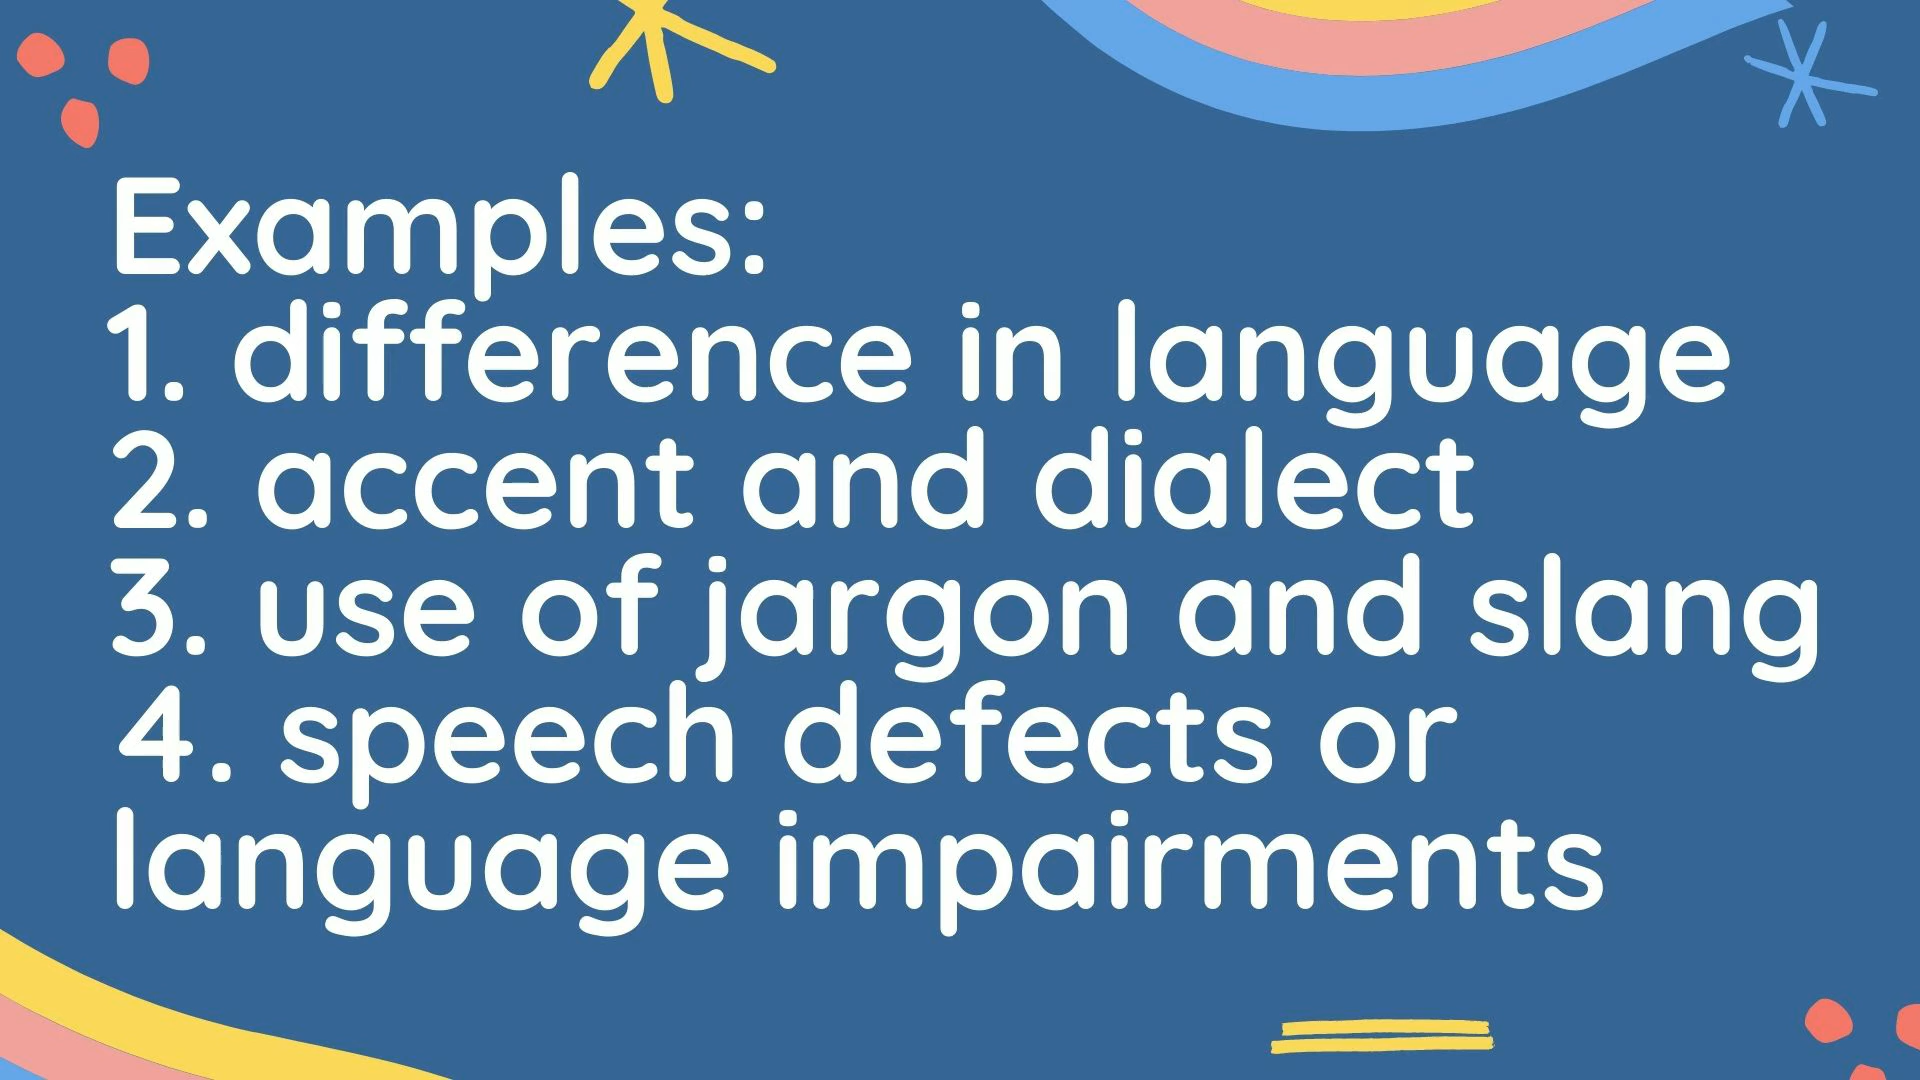 Examples:
1. difference in language
2. accent and dialect
3. use of jargon and slang
4. speech defects or
language impairments